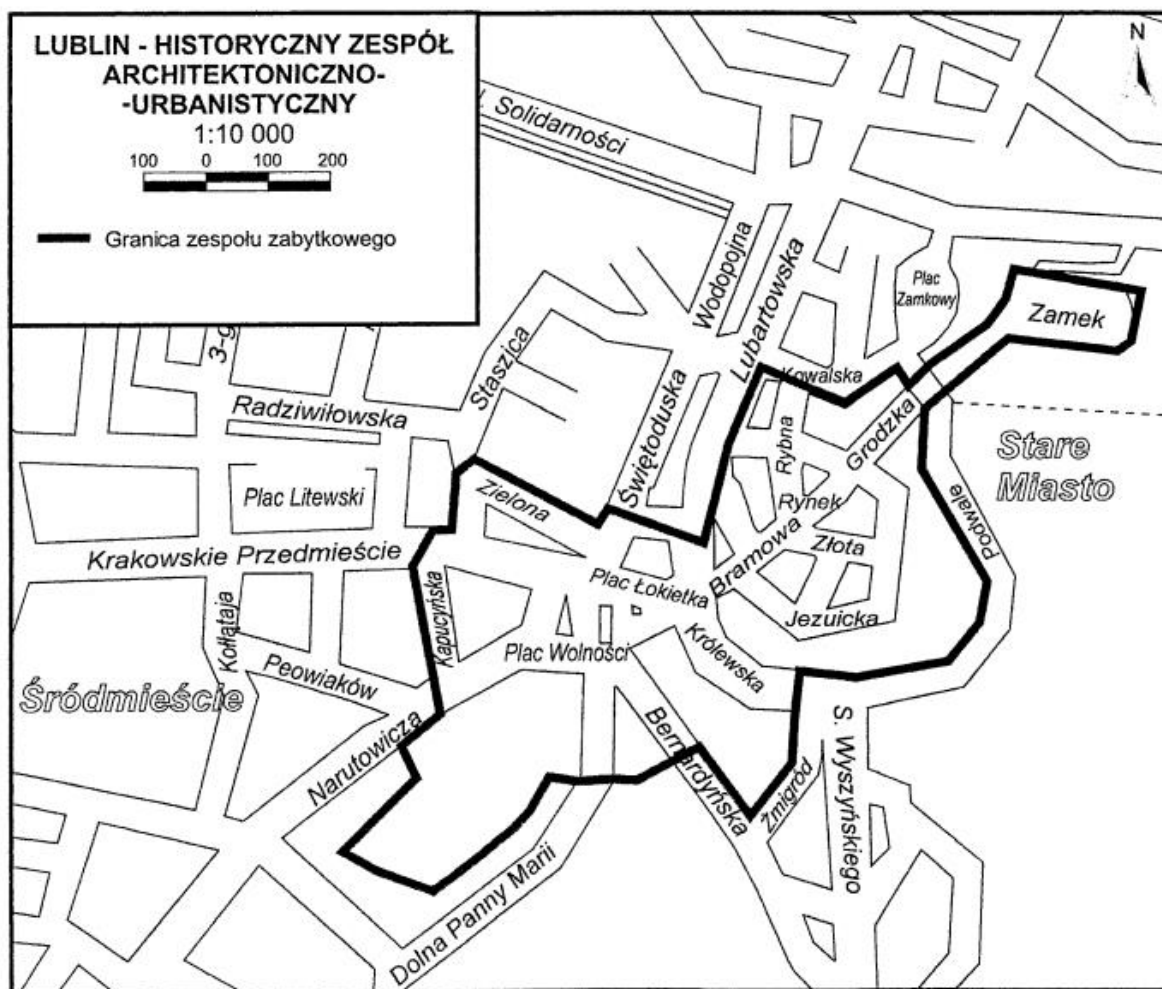 LUBLIN - HISTORYCZNY ZESPÓŁ
ARCHITEKTONICZNO-
-URBANISTYCZNY
1:10 000
100 0 100 200
Granica zespołu zabytkowego
N
Solidarności
Wodopojna
Lubartowska
Plac
Zamkowy
Zamek
3-
Staszica
Radziwiłowska
Świętoduska
Kowalska
Rybna
Grodzka
Stare
Miasto
Plac Litewski
Zielona
Rynek
Podwale
Krakowskie Przedmieście
Bramowa
Złota
Plac Łokietka
Kapucyńska
Jezuicka
Kołłątaja
Plac Wolności
Królewska
Peowiaków
Śródmieście
Narutowicza
Bernardyńska
S. Wyszyńskiego
Żmigród
Dolna Panny Marii